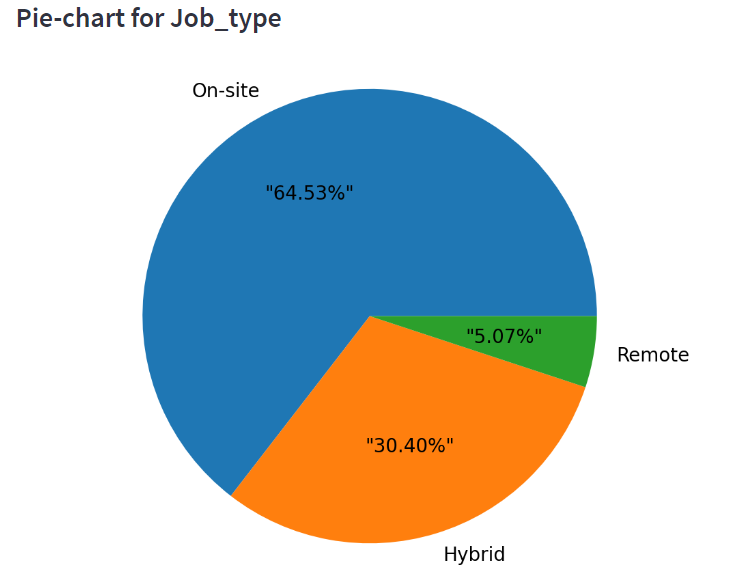 Pie-chart for Job_type
On-site
"64.53%"
"5.07%"
Remote
"30.40%"
Hybrid